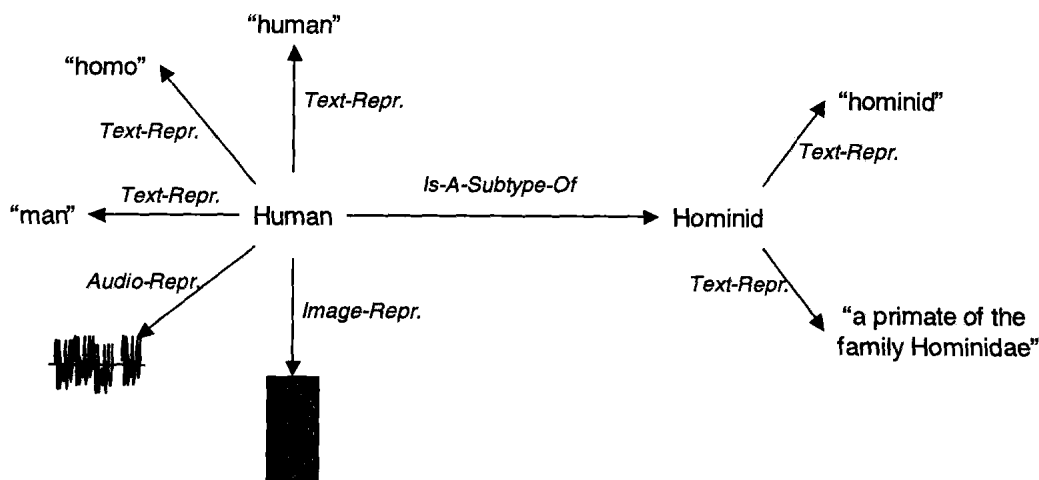 “human”
“homo”
Text-Repr.
“hominid”
Text-Repr.
Text-Repr.
Text-Repr.
Is-A-Subtype-Of
“man”
Human
Hominid
Audio-Repr.
Image-Repr.
Text-Repr.
“a primate of the
family Hominidae”